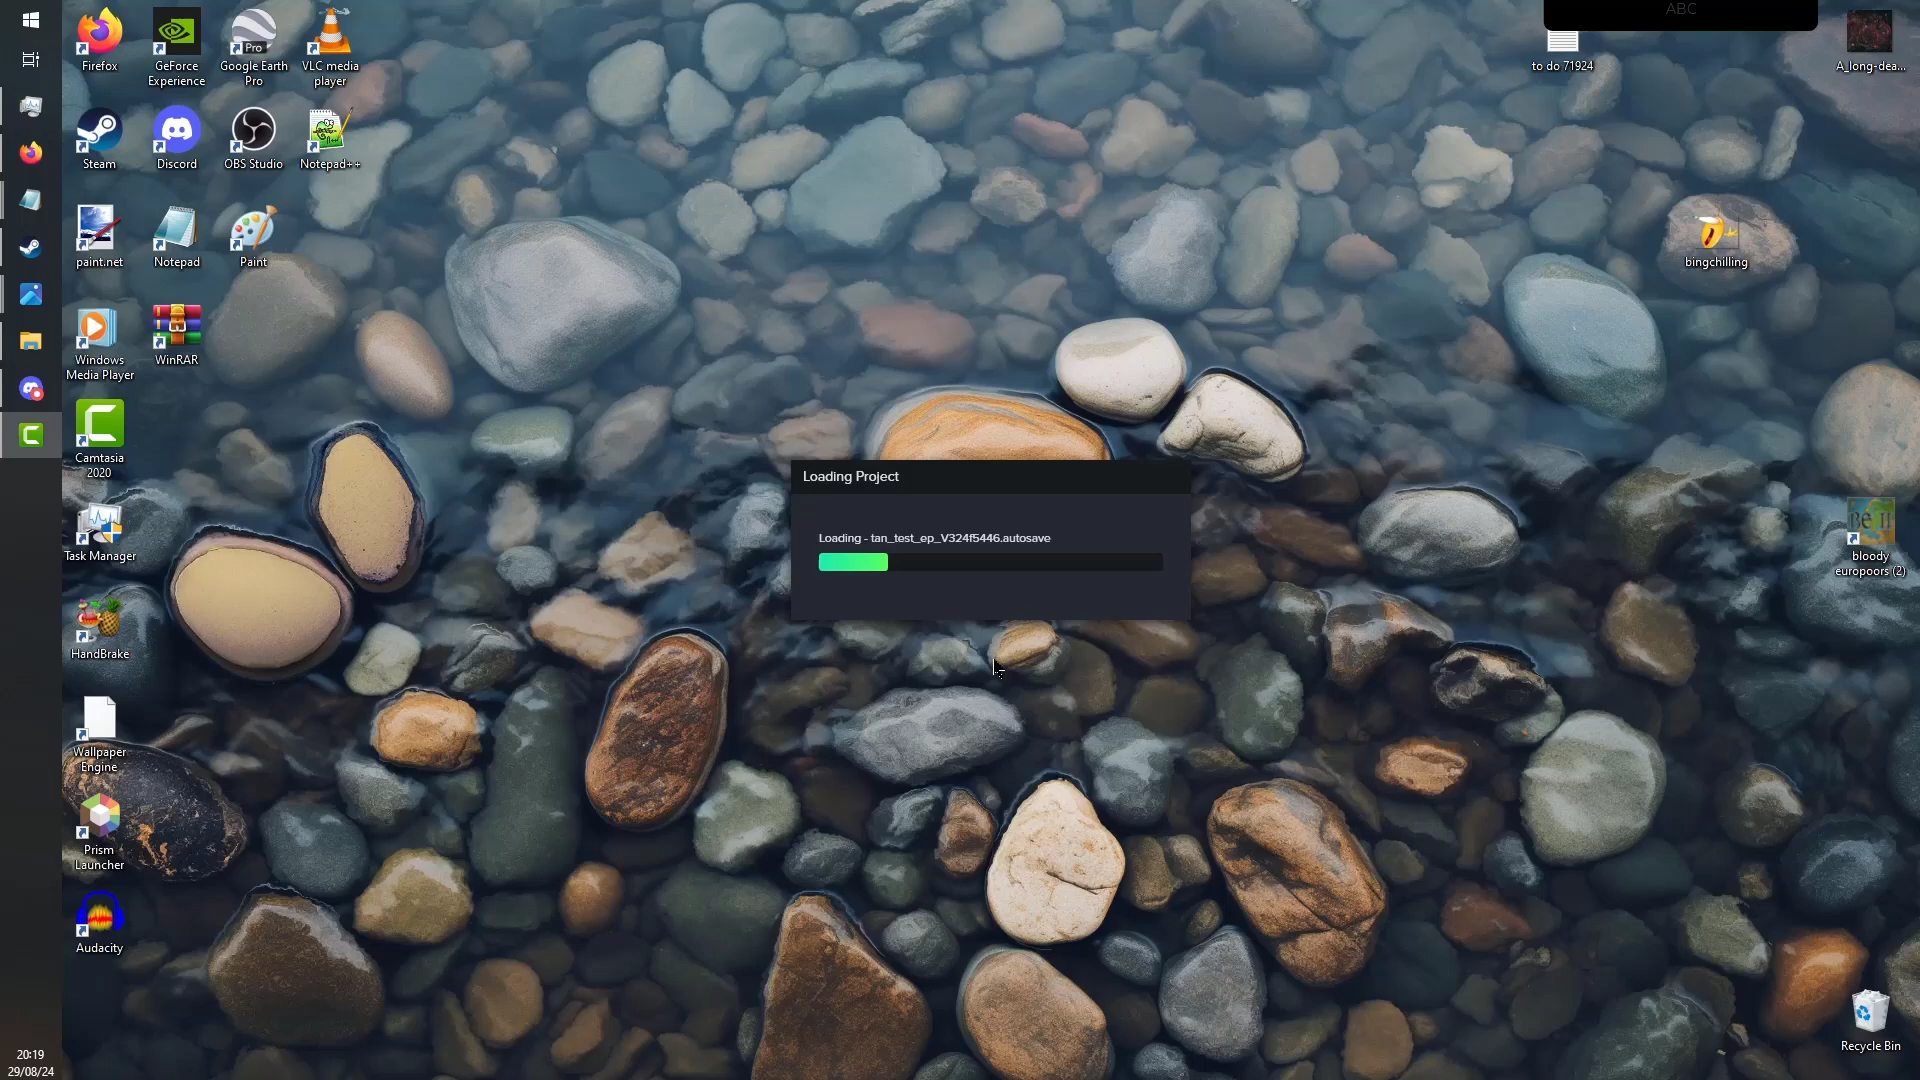 ABC
Firefox
GeForce
Experience
Pro
Google Earth
Pro
VLC media
player
to do 71924
A_long-dea...
Steam
Discord
OBS Studio
Notepad++
paint.net
Notepad
Paint
bingchilling
Windows
Media Player
WinRAR
Camtasia
2020
Loading Project
Loading - tan_test_ep_V324f5446.autosave
Task Manager
Be II
bloody
europoors (2)
HandBrake
Wallpaper
Engine
Prism
Launcher
Audacity
Recycle Bin
20:19
29/08/24